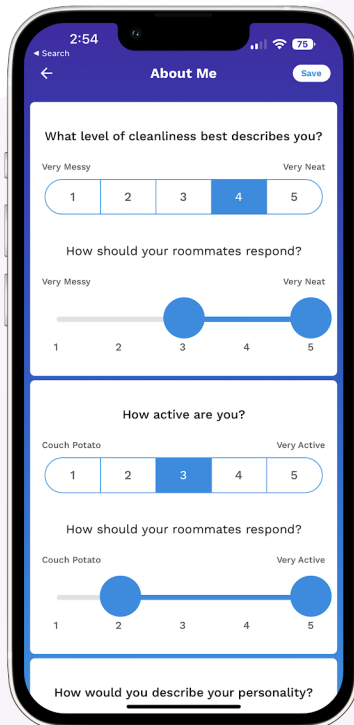 2:54
75
◀ Search
← About Me Save
What level of cleanliness best describes you?
Very Messy Very Neat
1 2 3 4 5
How should your roommates respond?
Very Messy Very Neat
1 2 3 4 5
How active are you?
Couch Potato Very Active
1 2 3 4 5
How should your roommates respond?
Couch Potato Very Active
1 2 3 4 5
How would you describe your personality?